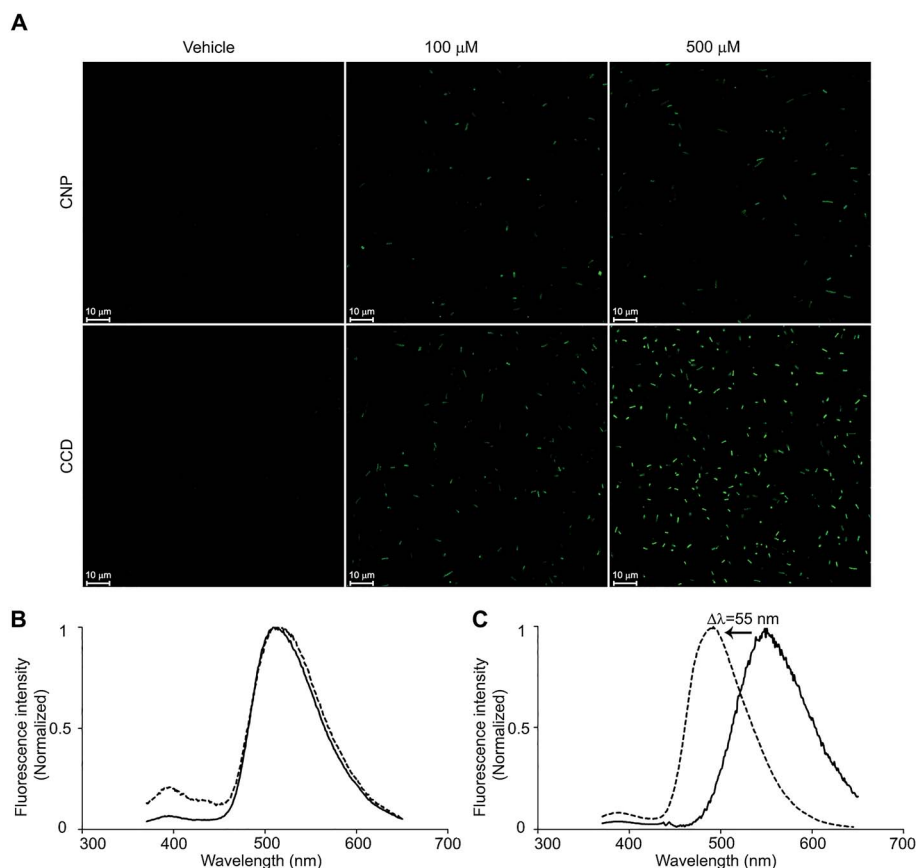 A
Vehicle
100 μM
500 μM
CNP
10 μm
10 μm
10 μm
CCD
10 μm
10 μm
10 μm
B
C
Δλ=55 nm
Fluorescence intensity
(Normalized)
1
0.5
0
300 400 500 600 700
Wavelength (nm)
Fluorescence intensity
(Normalized)
1
0.5
0
300 400 500 600 700
Wavelength (nm)